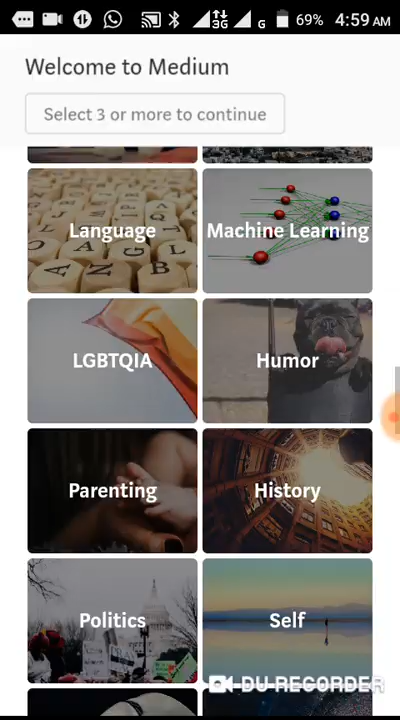 3G G 69% 4:59 AM
Welcome to Medium
Select 3 or more to continue
Language
Machine Learning
LGBTQIA
Humor
Parenting
History
Politics
Self
DU RECORDER